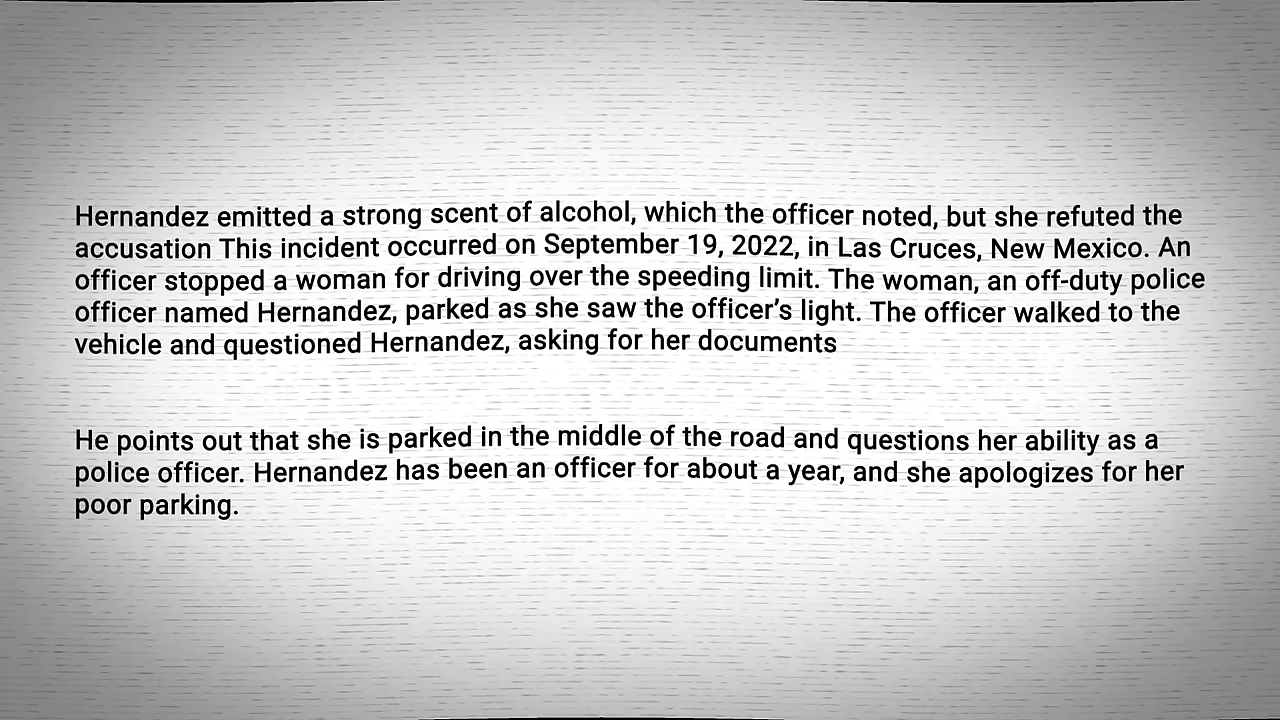 Hernandez emitted a strong scent of alcohol, which the officer noted, but she refuted the
accusation This incident occurred on September 19, 2022, in Las Cruces, New Mexico. An
officer stopped a woman for driving over the speeding limit. The woman, an off-duty police
officer named Hernandez, parked as she saw the officer’s light. The officer walked to the
vehicle and questioned Hernandez, asking for her documents
He points out that she is parked in the middle of the road and questions her ability as a
police officer. Hernandez has been an officer for about a year, and she apologizes for her
poor parking.